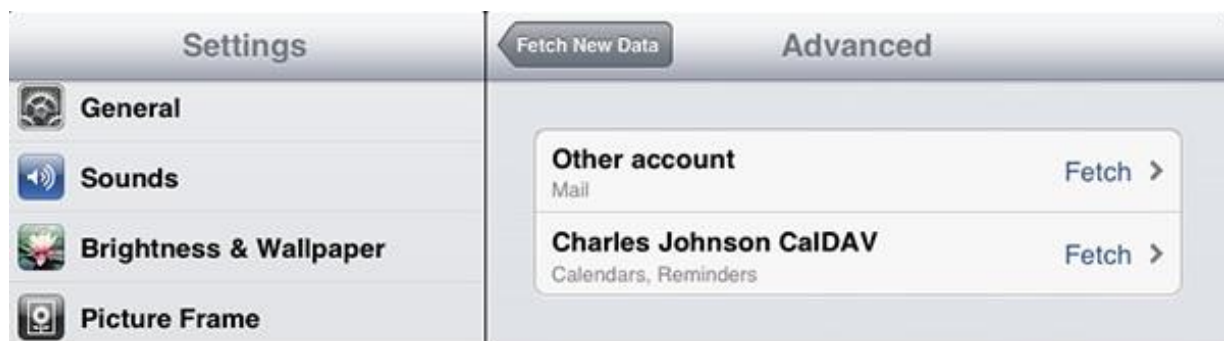 Settings
General
Sounds
Brightness & Wallpaper
Picture Frame
Fetch New Data
Advanced
Other account
Mail
Fetch
Charles Johnson CalDAV
Calendars, Reminders
Fetch